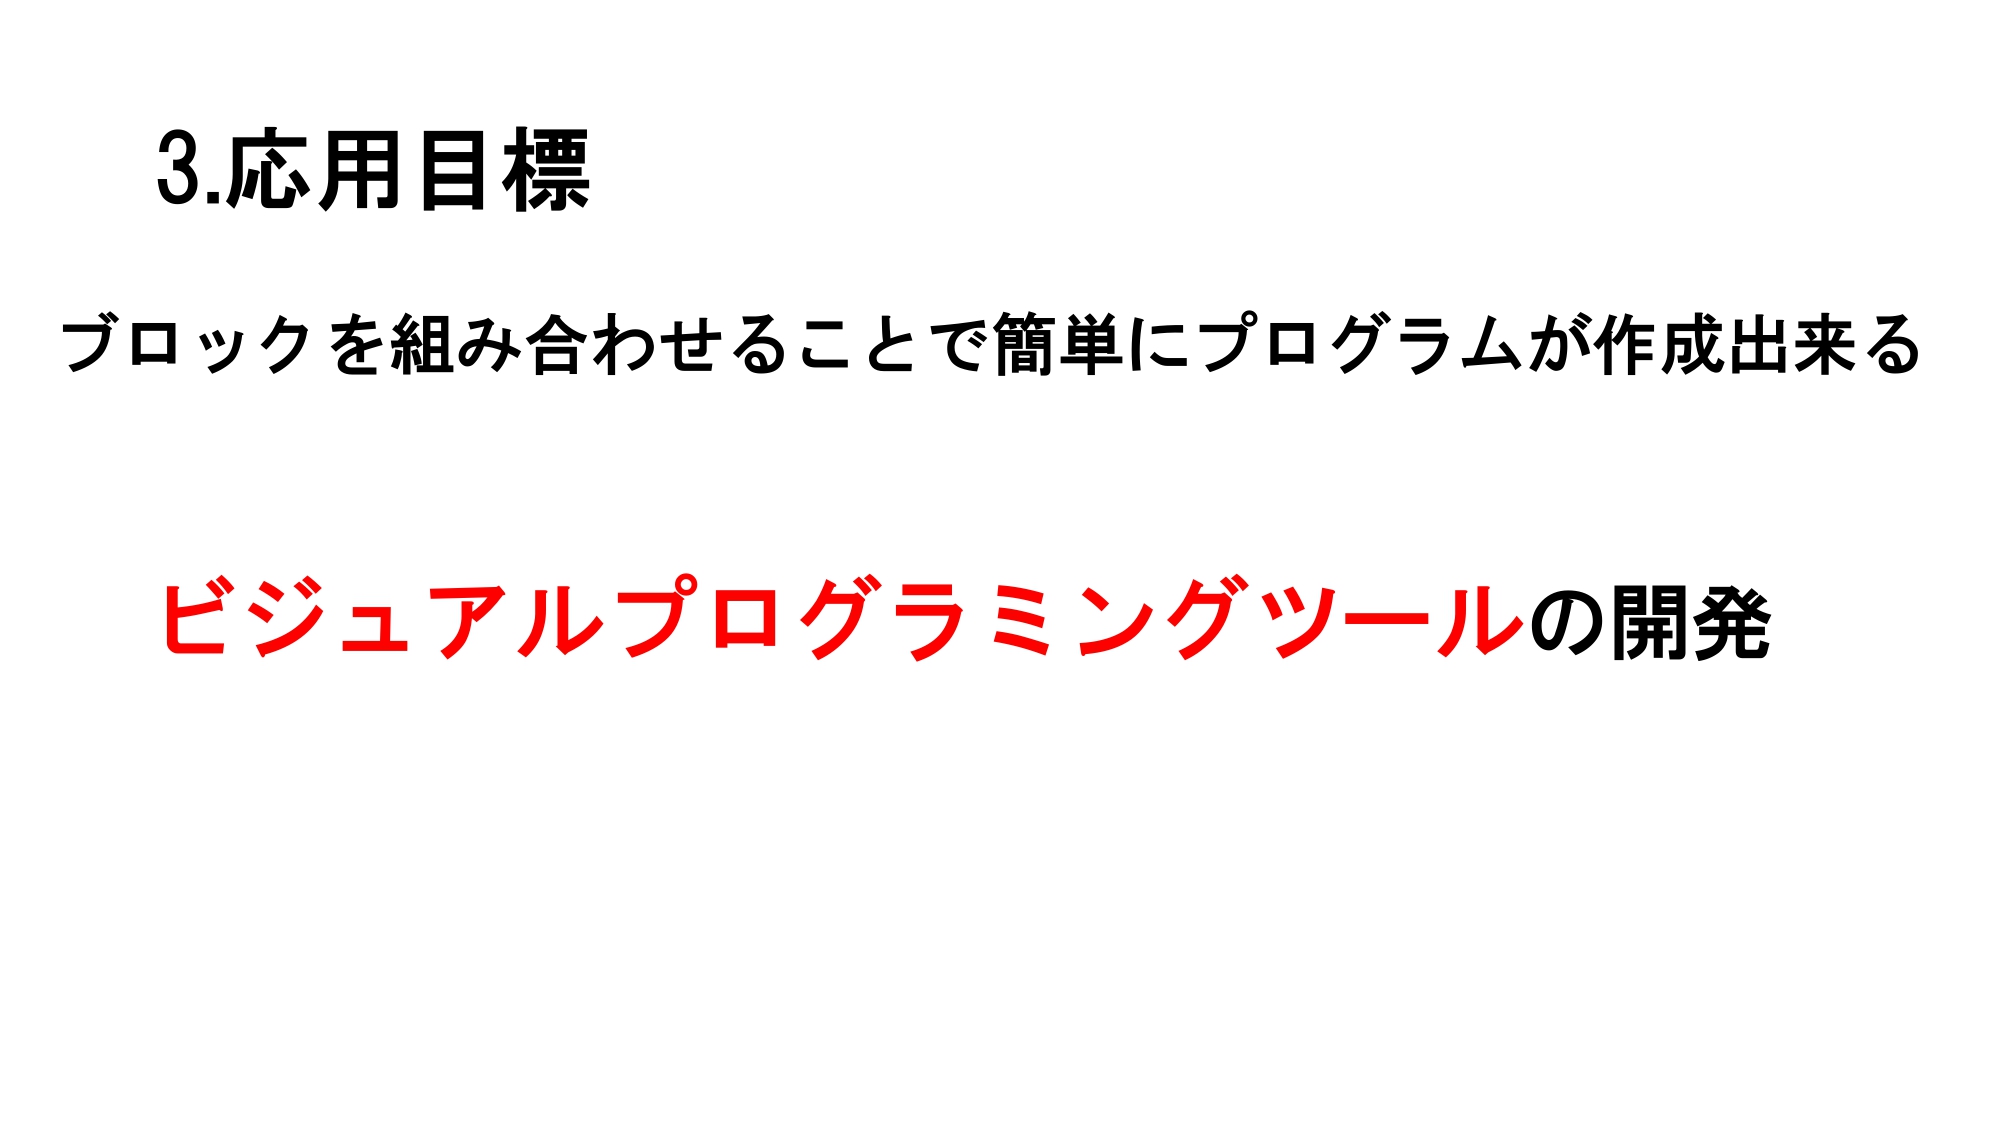 3.応用目標
ブロックを組み合わせることで簡単にプログラムが作成出来る
ビジュアルプログラミングツールの開発